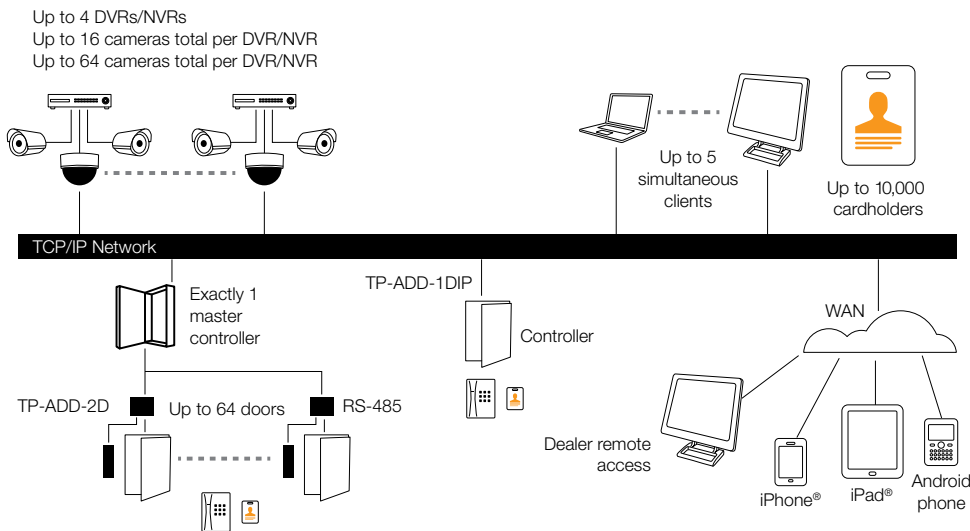 Up to 4 DVRs/NVRs
Up to 16 cameras total per DVR/NVR
Up to 64 cameras total per DVR/NVR
Up to 5
simultaneous
clients
Up to 10,000
cardholders
TCP/IP Network
Exactly 1
master
controller
TP-ADD-1DIP
Controller
WAN
TP-ADD-2D
Up to 64 doors
RS-485
Dealer remote
access
iPhone®
iPad®
Android
phone